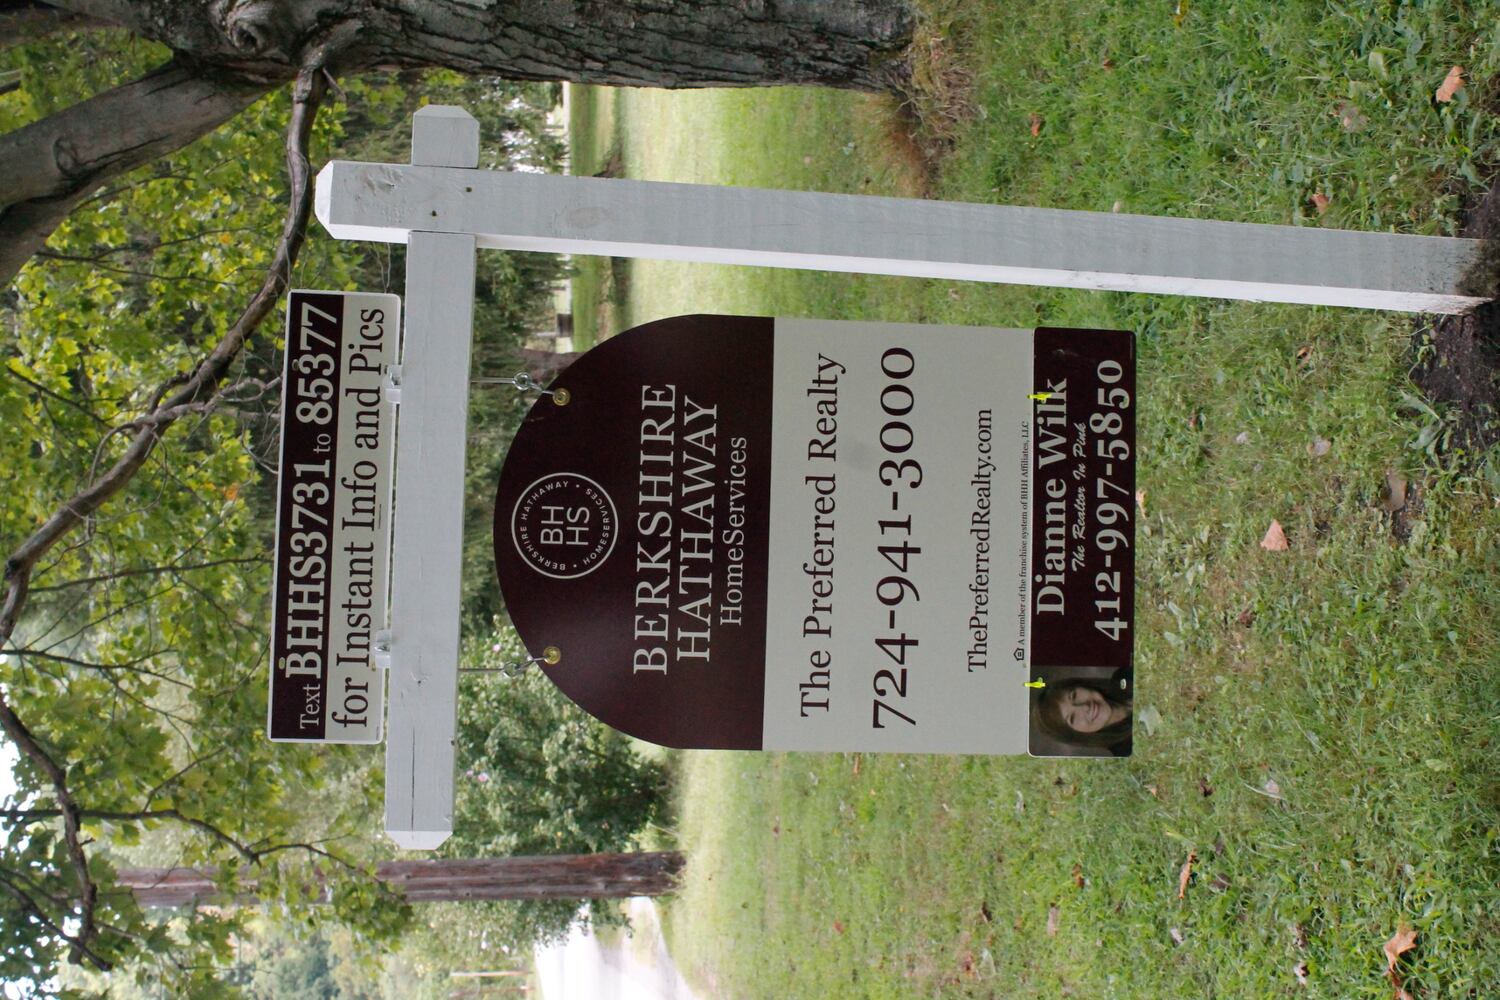 Text BHHS3731 to 85377
for Instant Info and Pics
BERKSHIRE HATHAWAY • HOMESERVICES •
BH
HS
BERKSHIRE
HATHAWAY
HomeServices
The Preferred Realty
724-941-3000
ThePreferredRealty.com
A member of the franchise system of BHH Affiliates, LLC
Dianne Wilk
The Realtor In Pink
412-997-5850